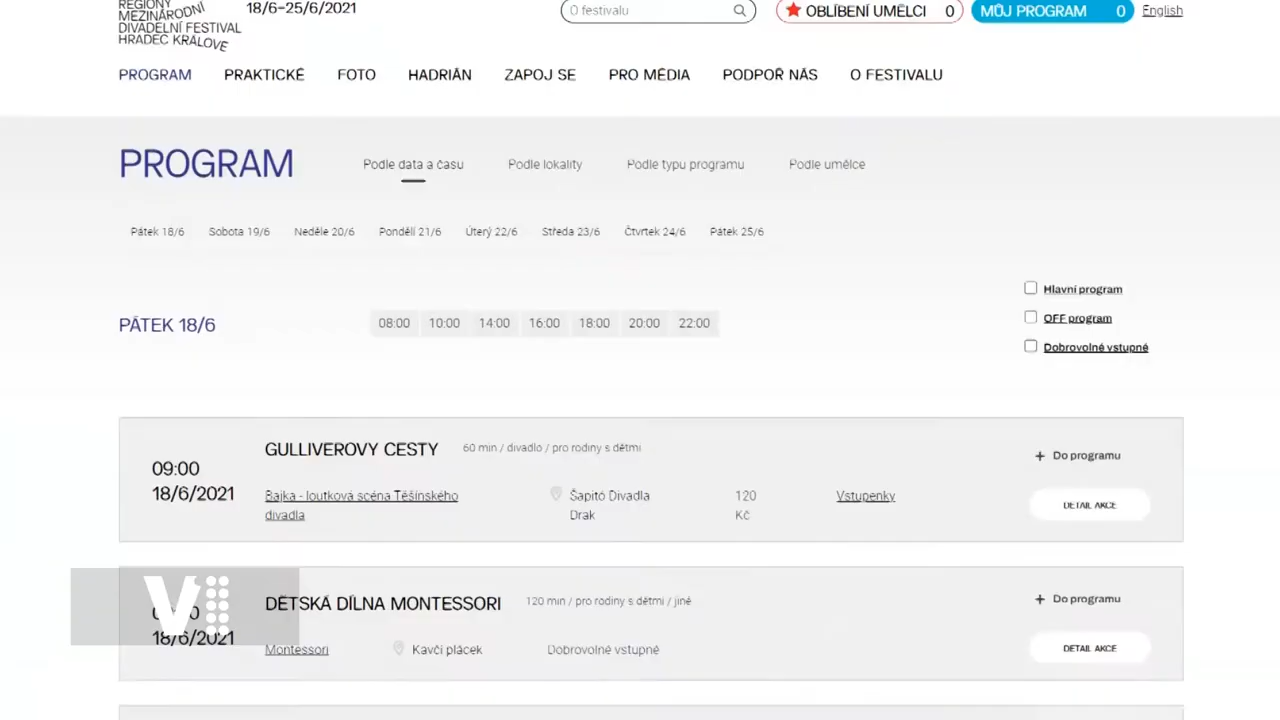 REGIONY
MEZINÁRODNÍ
DIVADELNÍ FESTIVAL
HRADEC KRÁLOVÉ
18/6–25/6/2021
O festivalu
OBLÍBENÍ UMĚLCI 0
MŮJ PROGRAM 0
English
PROGRAM PRAKTICKÉ FOTO HADRIÁN ZAPOJ SE PRO MÉDIA PODPOŘ NÁS O FESTIVALU
PROGRAM
Podle data a času Podle lokality Podle typu programu Podle umělce
Pátek 18/6 Sobota 19/6 Neděle 20/6 Pondělí 21/6 Úterý 22/6 Středa 23/6 Čtvrtek 24/6 Pátek 25/6
PÁTEK 18/6
08:00 10:00 14:00 16:00 18:00 20:00 22:00
Hlavní program
OFF program
Dobrovolné vstupné
09:00
18/6/2021
GULLIVEROVY CESTY 60 min / divadlo / pro rodiny s dětmi
Bajka - loutková scéna Těšínského
divadla
Šapitó Divadla
Drak
120
Kč
Vstupenky
+ Do programu
DETAIL AKCE
18/6/2021
DĚTSKÁ DÍLNA MONTESSORI 120 min / pro rodiny s dětmi / jiné
Montessori Kavčí plácek Dobrovolné vstupné
+ Do programu
DETAIL AKCE